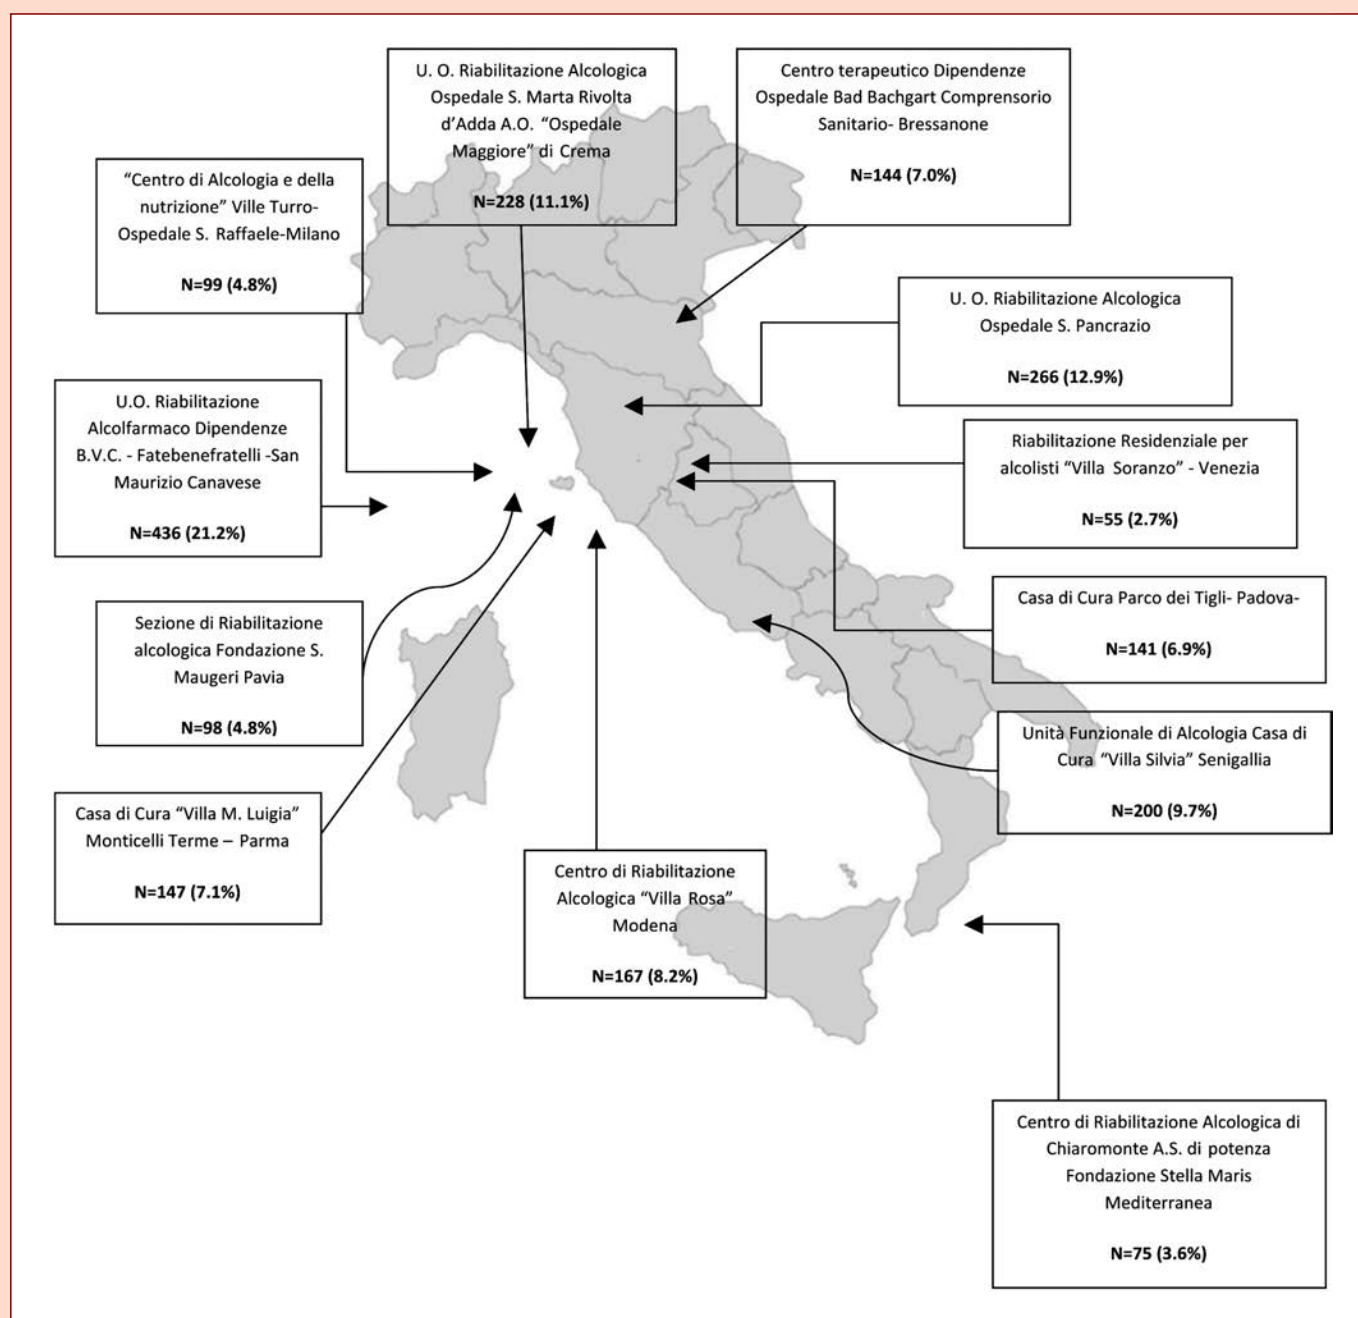 U. O. Riabilitazione Alcologica
Ospedale S. Marta Rivolta
d'Adda A.O. “Ospedale
Maggiore” di Crema
N=228 (11.1%)
Centro terapeutico Dipendenze
Ospedale Bad Bachgart Comprensorio
Sanitario- Bressanone
N=144 (7.0%)
“Centro di Alcologia e della
nutrizione” Ville Turro-
Ospedale S. Raffaele-Milano
N=99 (4.8%)
U. O. Riabilitazione Alcologica
Ospedale S. Pancrazio
N=266 (12.9%)
U.O. Riabilitazione
Alcolfarmaco Dipendenze
B.V.C. - Fatebenefratelli -San
Maurizio Canavese
N=436 (21.2%)
Riabilitazione Residenziale per
alcolisti “Villa Soranzo” - Venezia
N=55 (2.7%)
Casa di Cura Parco dei Tigli- Padova-
N=141 (6.9%)
Sezione di Riabilitazione
alcologica Fondazione S.
Maugeri Pavia
N=98 (4.8%)
Unità Funzionale di Alcologia Casa di
Cura “Villa Silvia” Senigallia
N=200 (9.7%)
Casa di Cura “Villa M. Luigia”
Monticelli Terme – Parma
N=147 (7.1%)
Centro di Riabilitazione
Alcologica “Villa Rosa”
Modena
N=167 (8.2%)
Centro di Riabilitazione Alcologica di
Chiaromonte A.S. di potenza
Fondazione Stella Maris
Mediterranea
N=75 (3.6%)